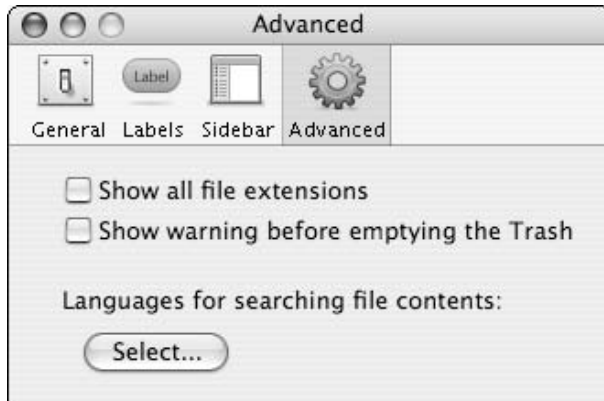 Advanced
Label
General Labels Sidebar Advanced
Show all file extensions
Show warning before emptying the Trash
Languages for searching file contents:
Select...